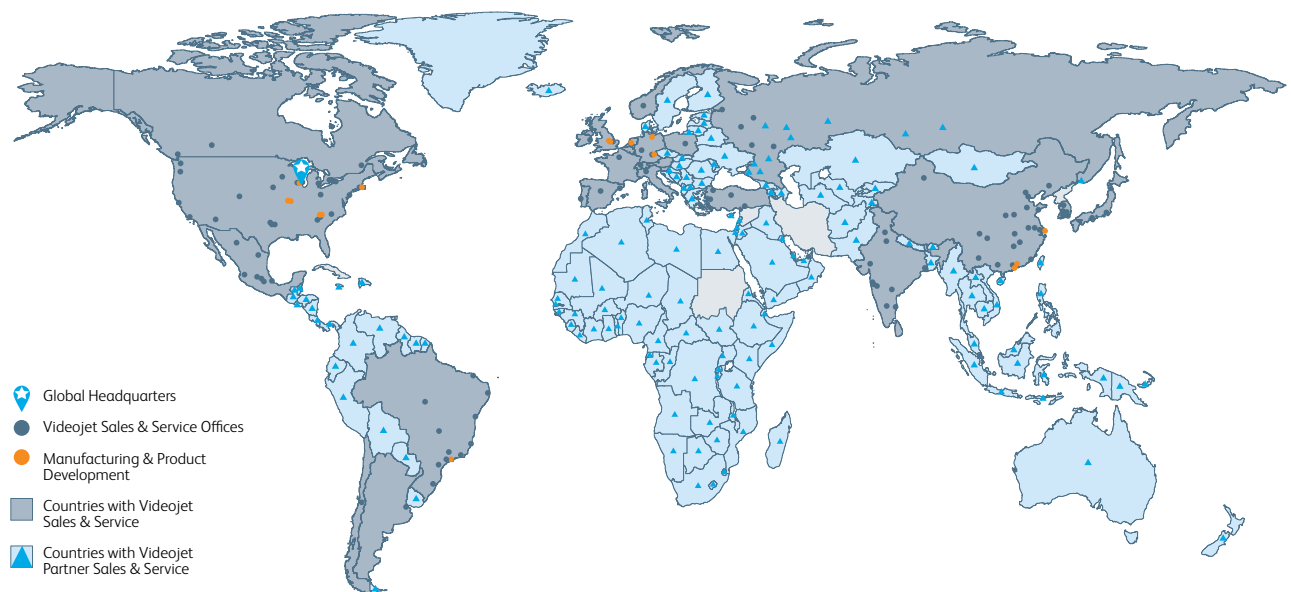 Global Headquarters
Videojet Sales & Service Offices
Manufacturing & Product
Development
Countries with Videojet
Sales & Service
Countries with Videojet
Partner Sales & Service